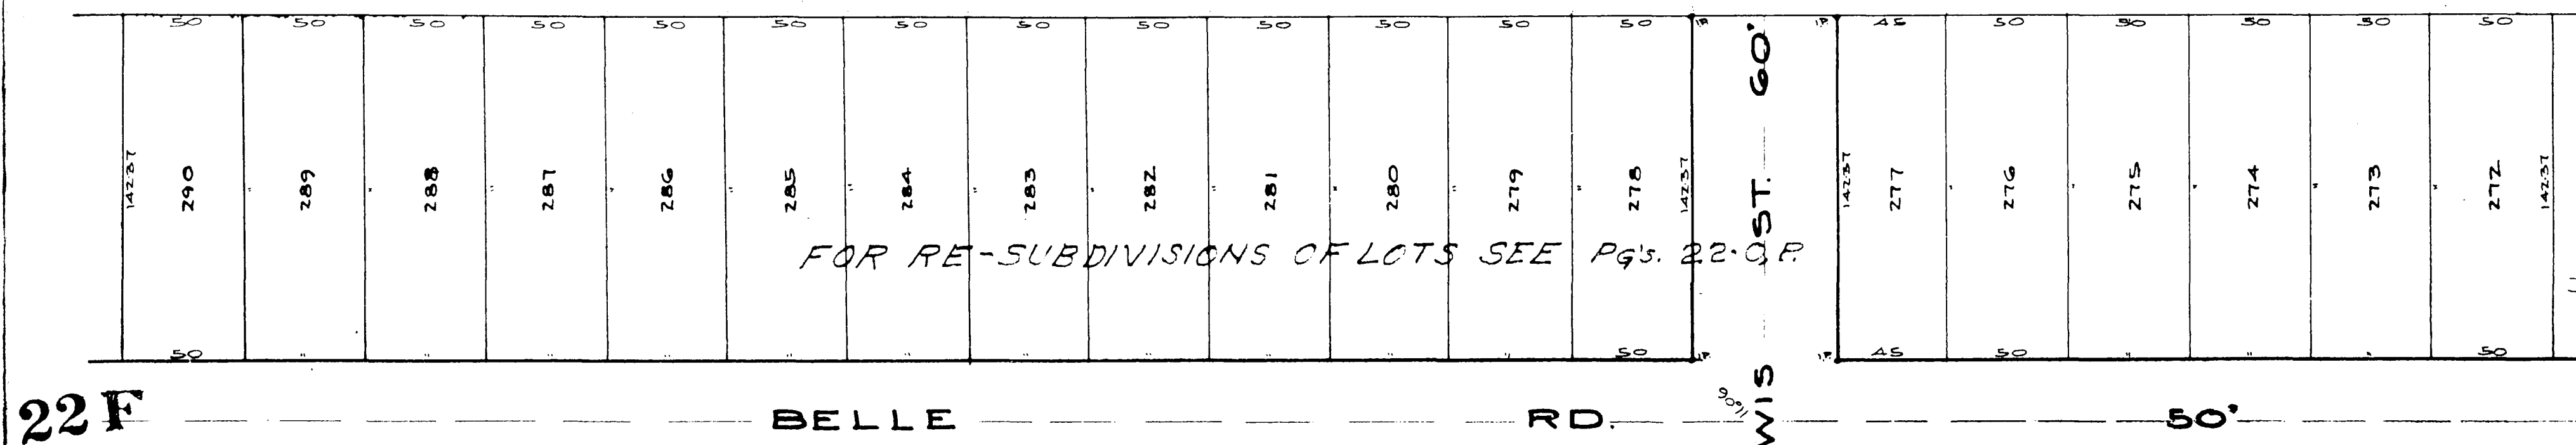 50 50 50 50 50 50 50 50 50 50 50 50 50 I.P. I.P. 45 50 50 50 50 50
ST. 60'
142.37 290 " 289 " 288 " 287 " 286 " 285 " 284 " 283 " 282 " 281 " 280 " 279 " 278 142.37
142.37 277 " 276 " 275 " 274 " 273 " 272 142.37
FOR RE-SUBDIVISIONS OF LOTS SEE PG's. 22-O,P.
50 " " " " " " " " " " " 50 I.P. I.P. 45 50 " " " 50
WIS
22F
BELLE RD. 50'